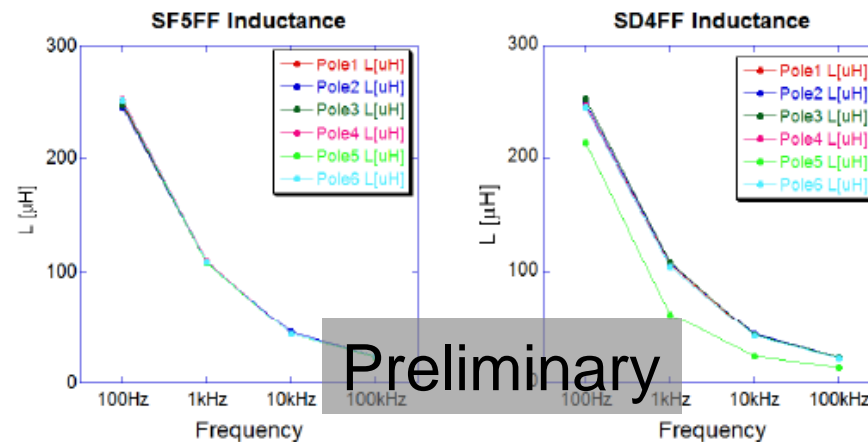 SF5FF Inductance
300
200
100
0
L [µH]
Pole1 L[uH]
Pole2 L[uH]
Pole3 L[uH]
Pole4 L[uH]
Pole5 L[uH]
Pole6 L[uH]
100Hz 1kHz 10kHz 100kHz
Frequency
SD4FF Inductance
300
200
100
0
L [µH]
Pole1 L[uH]
Pole2 L[uH]
Pole3 L[uH]
Pole4 L[uH]
Pole5 L[uH]
Pole6 L[uH]
100Hz 1kHz 10kHz 100kHz
Frequency
Preliminary